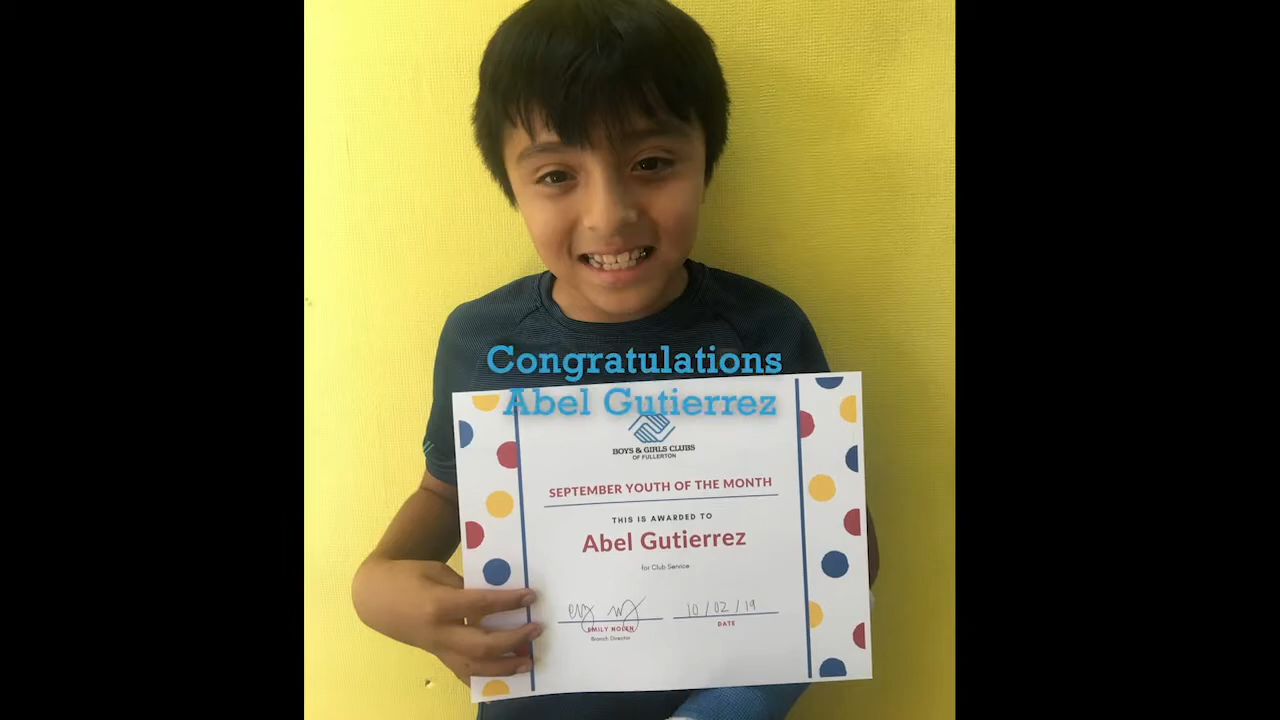 Congratulations
Abel Gutierrez
BOYS & GIRLS CLUBS
OF FULLERTON
SEPTEMBER YOUTH OF THE MONTH
THIS IS AWARDED TO
Abel Gutierrez
for Club Service
10/02/19
EMILY NOLEN
DATE
Branch Director